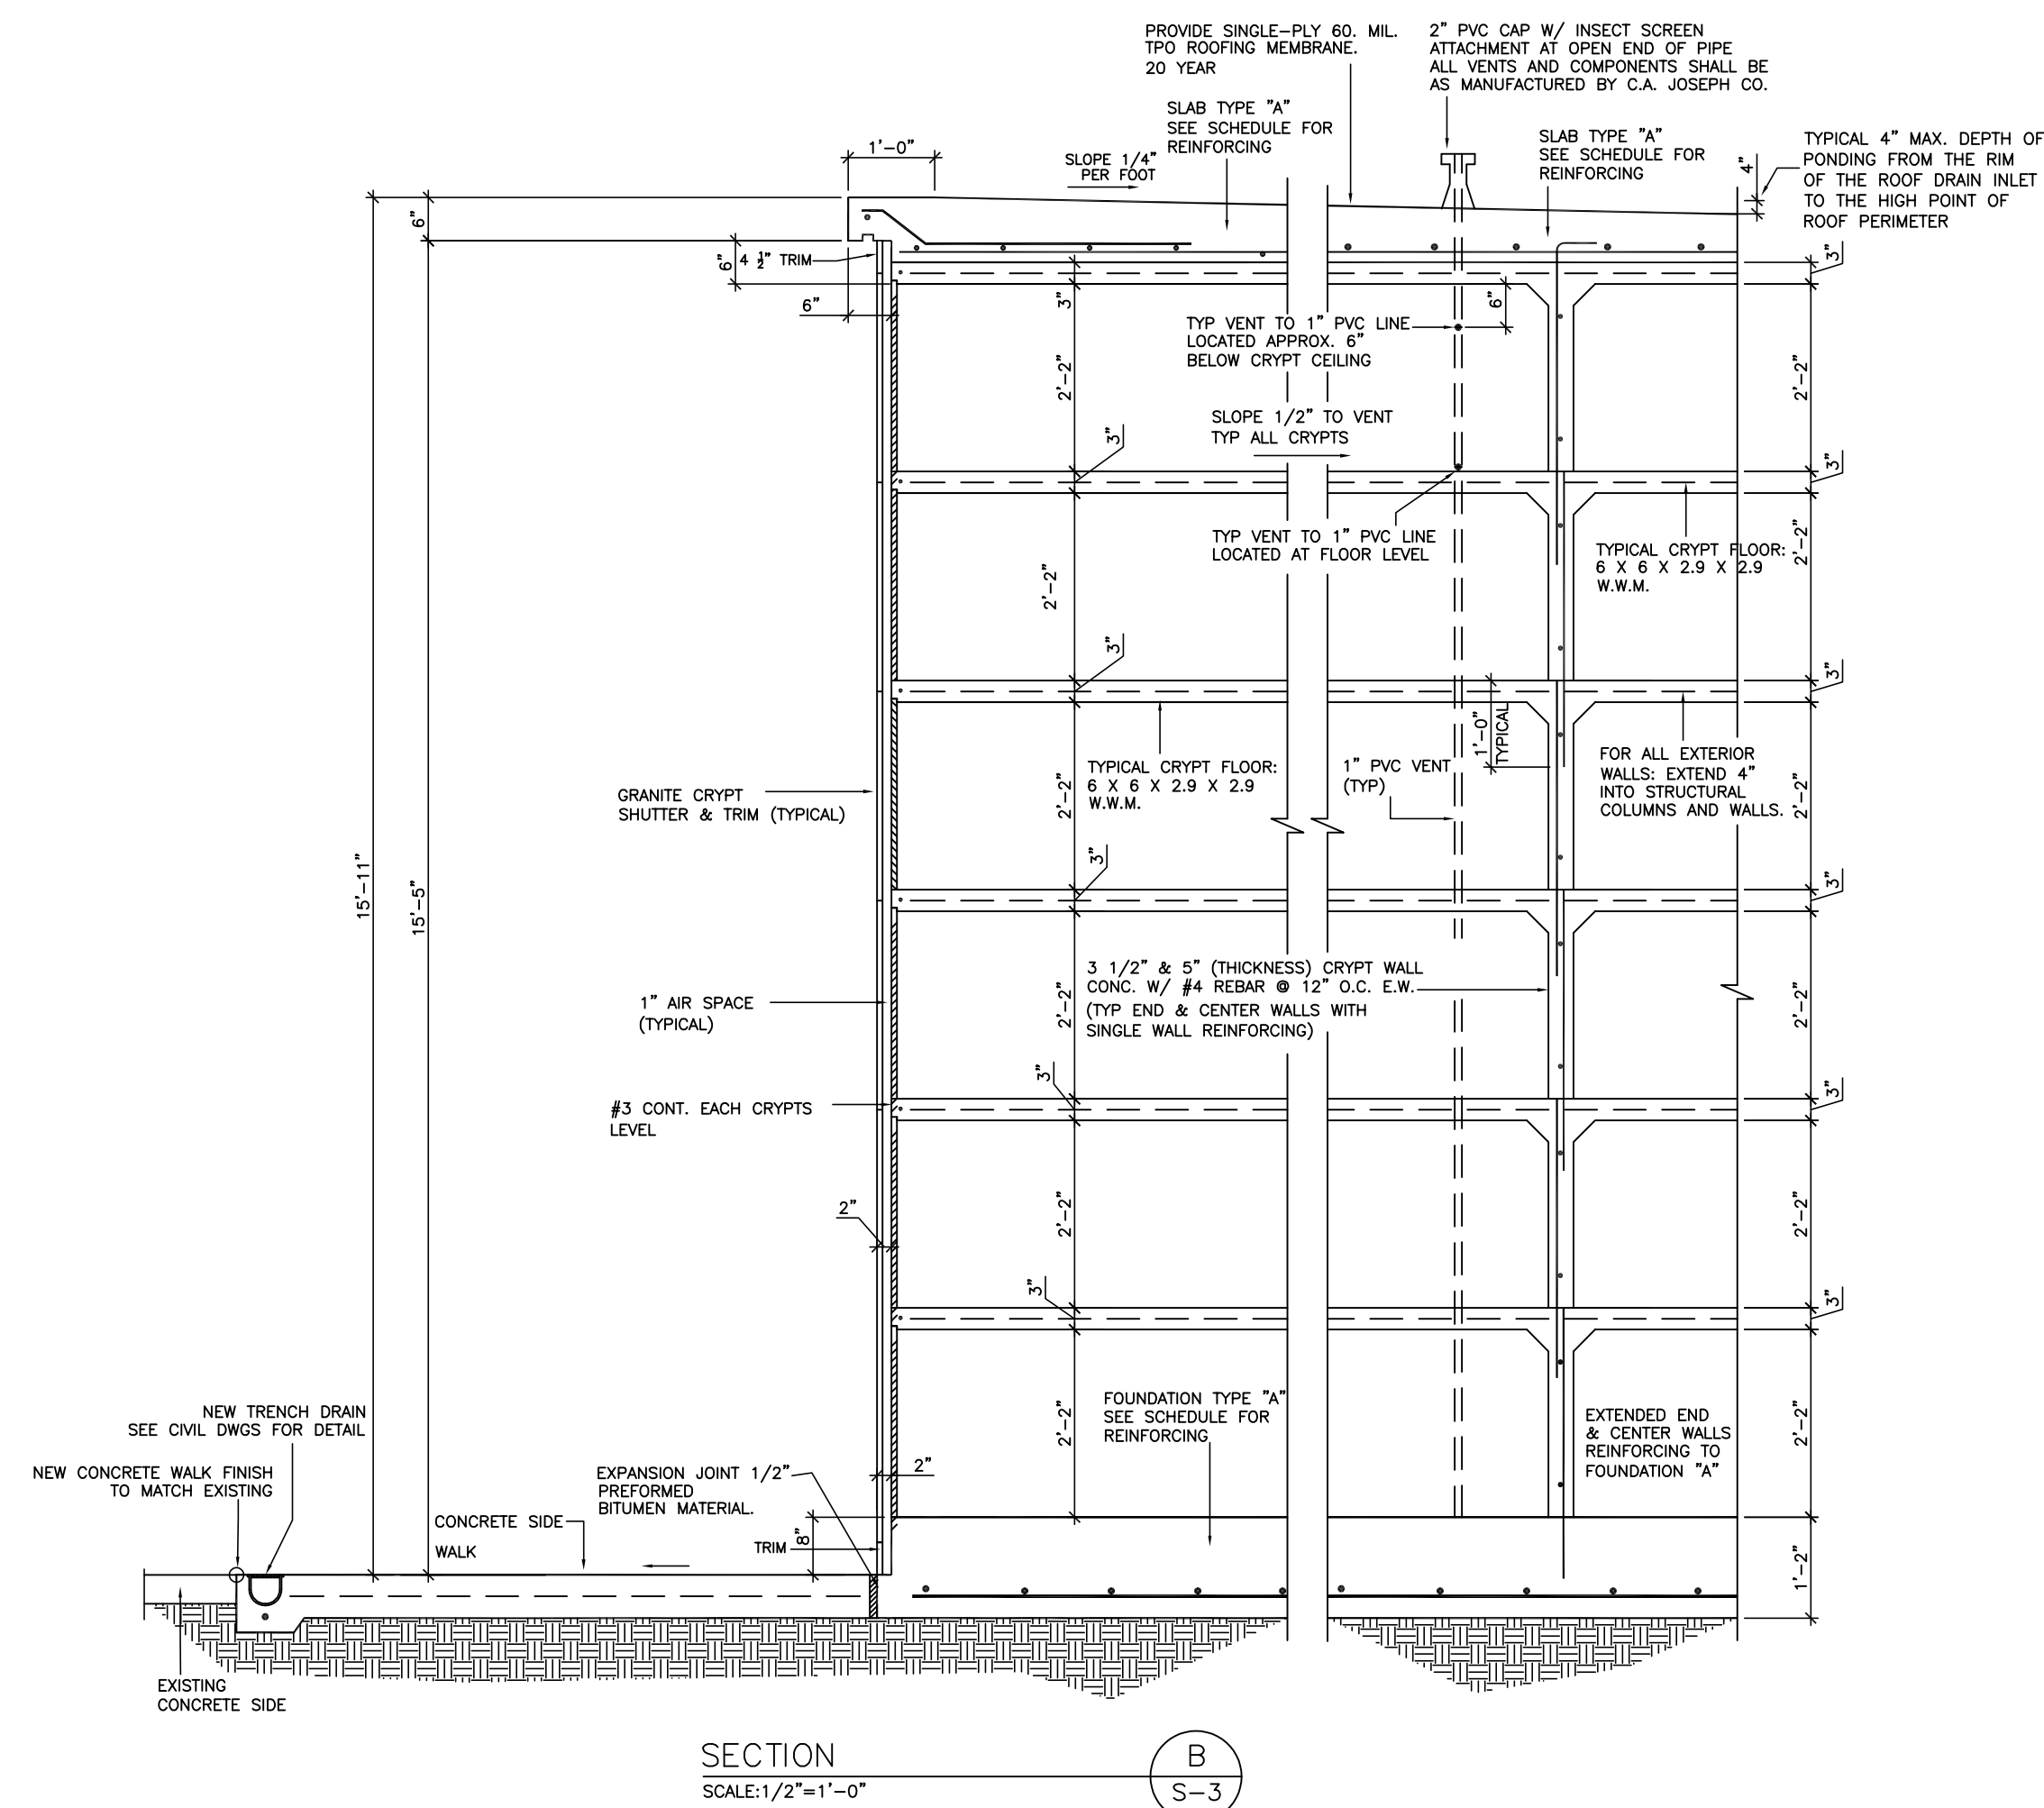 PROVIDE SINGLE-PLY 60. MIL.
TPO ROOFING MEMBRANE.
20 YEAR
2" PVC CAP W/ INSECT SCREEN
ATTACHMENT AT OPEN END OF PIPE
ALL VENTS AND COMPONENTS SHALL BE
AS MANUFACTURED BY C.A. JOSEPH CO.
SLAB TYPE "A"
SEE SCHEDULE FOR
REINFORCING
SLAB TYPE "A"
SEE SCHEDULE FOR
REINFORCING
TYPICAL 4" MAX. DEPTH OF
PONDING FROM THE RIM
OF THE ROOF DRAIN INLET
TO THE HIGH POINT OF
ROOF PERIMETER
4"
1'-0"
SLOPE 1/4"
PER FOOT
6"
6"
4 1/2" TRIM
6"
3"
3"
6"
TYP VENT TO 1" PVC LINE
LOCATED APPROX. 6"
BELOW CRYPT CEILING
2'-2"
2'-2"
SLOPE 1/2" TO VENT
TYP ALL CRYPTS
3"
3"
TYP VENT TO 1" PVC LINE
LOCATED AT FLOOR LEVEL
TYPICAL CRYPT FLOOR:
6 X 6 X 2.9 X 2.9
W.W.M.
2'-2"
2'-2"
3"
3"
1'-0"
TYPICAL
TYPICAL CRYPT FLOOR:
6 X 6 X 2.9 X 2.9
W.W.M.
1" PVC VENT
(TYP)
FOR ALL EXTERIOR
WALLS: EXTEND 4"
INTO STRUCTURAL
COLUMNS AND WALLS.
2'-2"
2'-2"
GRANITE CRYPT
SHUTTER & TRIM (TYPICAL)
15'-11"
15'-5"
3"
3"
3 1/2" & 5" (THICKNESS) CRYPT WALL
CONC. W/ #4 REBAR @ 12" O.C. E.W.
(TYP END & CENTER WALLS WITH
SINGLE WALL REINFORCING)
2'-2"
2'-2"
1" AIR SPACE
(TYPICAL)
3"
3"
#3 CONT. EACH CRYPTS
LEVEL
2"
2'-2"
2'-2"
3"
3"
FOUNDATION TYPE "A"
SEE SCHEDULE FOR
REINFORCING
2'-2"
2'-2"
EXTENDED END
& CENTER WALLS
REINFORCING TO
FOUNDATION "A"
NEW TRENCH DRAIN
SEE CIVIL DWGS FOR DETAIL
NEW CONCRETE WALK FINISH
TO MATCH EXISTING
EXPANSION JOINT 1/2"
PREFORMED
BITUMEN MATERIAL.
2"
CONCRETE SIDE
WALK
TRIM
8"
1'-2"
EXISTING
CONCRETE SIDE
SECTION
SCALE:1/2"=1'-0"
B
S-3